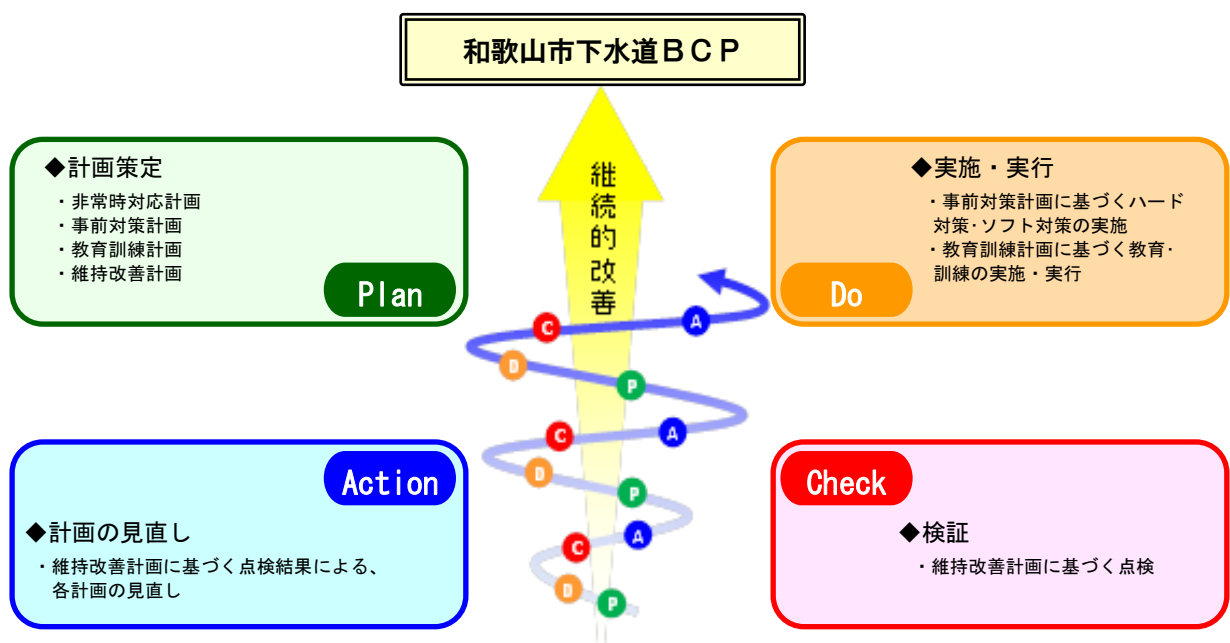 和歌山市下水道ＢＣＰ
◆計画策定
・非常時対応計画
・事前対策計画
・教育訓練計画
・維持改善計画
Plan
◆実施・実行
・事前対策計画に基づくハード
対策・ソフト対策の実施
・教育訓練計画に基づく教育・
訓練の実施・実行
Do
継続的改善
C
A
D
P
C
A
D
P
C
A
D
P
Action
◆計画の見直し
・維持改善計画に基づく点検結果による、
各計画の見直し
Check
◆検証
・維持改善計画に基づく点検